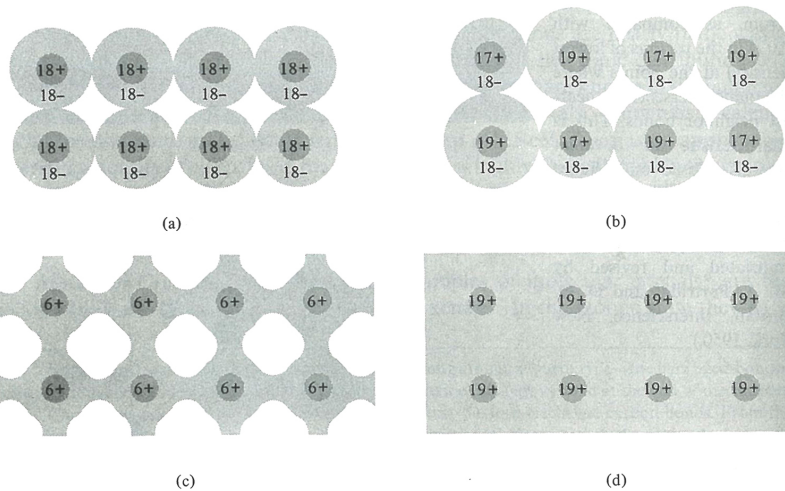 18+ 18+ 18+ 18+
18– 18– 18– 18–
18+ 18+ 18+ 18+
18– 18– 18– 18–
(a)
17+ 19+ 17+ 19+
18– 18– 18– 18–
19+ 17+ 19+ 17+
18– 18– 18– 18–
(b)
6+ 6+ 6+ 6+
6+ 6+ 6+ 6+
(c)
19+ 19+ 19+ 19+
19+ 19+ 19+ 19+
(d)